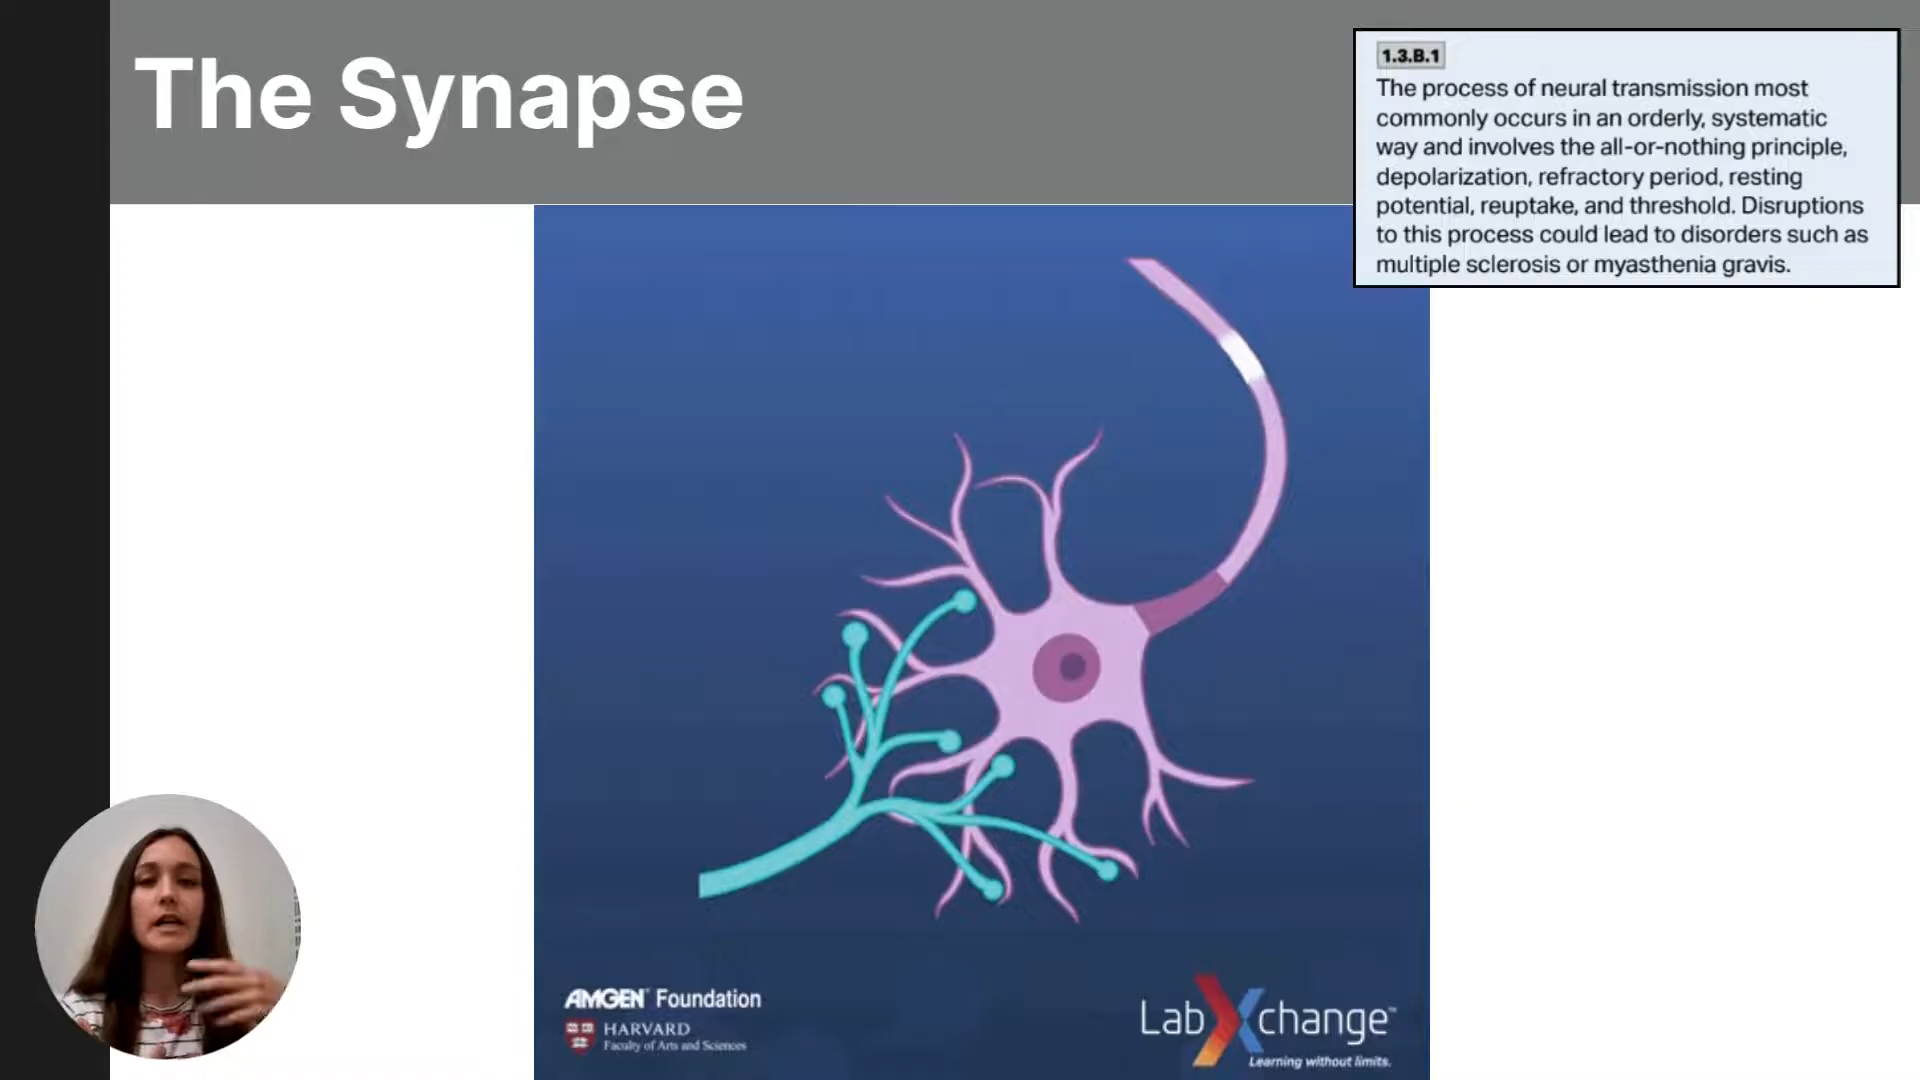 The Synapse
1.3.B.1
The process of neural transmission most
commonly occurs in an orderly, systematic
way and involves the all-or-nothing principle,
depolarization, refractory period, resting
potential, reuptake, and threshold. Disruptions
to this process could lead to disorders such as
multiple sclerosis or myasthenia gravis.
AMGEN® Foundation
HARVARD
Faculty of Arts and Sciences
LabXchange™
Learning without limits.